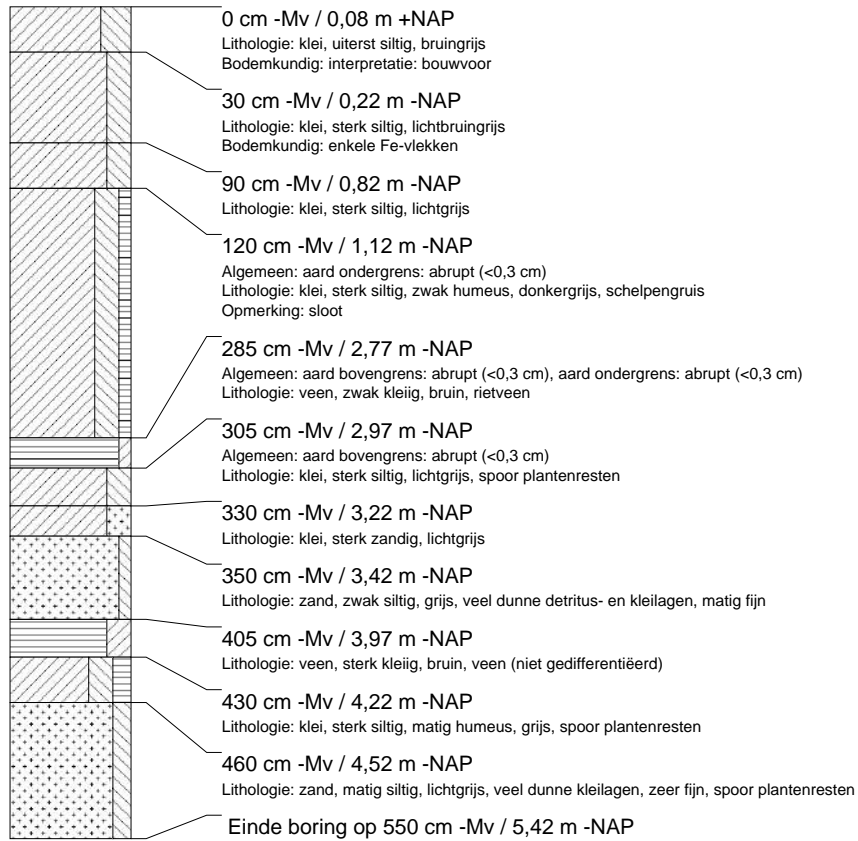 0 cm -Mv / 0,08 m +NAP
Lithologie: klei, uiterst siltig, bruingrijs
Bodemkundig: interpretatie: bouwvoor
30 cm -Mv / 0,22 m -NAP
Lithologie: klei, sterk siltig, lichtbruingrijs
Bodemkundig: enkele Fe-vlekken
90 cm -Mv / 0,82 m -NAP
Lithologie: klei, sterk siltig, lichtgrijs
120 cm -Mv / 1,12 m -NAP
Algemeen: aard ondergrens: abrupt (<0,3 cm)
Lithologie: klei, sterk siltig, zwak humeus, donkergrijs, schelpengruis
Opmerking: sloot
285 cm -Mv / 2,77 m -NAP
Algemeen: aard bovengrens: abrupt (<0,3 cm), aard ondergrens: abrupt (<0,3 cm)
Lithologie: veen, zwak kleiig, bruin, rietveen
305 cm -Mv / 2,97 m -NAP
Algemeen: aard bovengrens: abrupt (<0,3 cm)
Lithologie: klei, sterk siltig, lichtgrijs, spoor plantenresten
330 cm -Mv / 3,22 m -NAP
Lithologie: klei, sterk zandig, lichtgrijs
350 cm -Mv / 3,42 m -NAP
Lithologie: zand, zwak siltig, grijs, veel dunne detritus- en kleilagen, matig fijn
405 cm -Mv / 3,97 m -NAP
Lithologie: veen, sterk kleiig, bruin, veen (niet gedifferentiëerd)
430 cm -Mv / 4,22 m -NAP
Lithologie: klei, sterk siltig, matig humeus, grijs, spoor plantenresten
460 cm -Mv / 4,52 m -NAP
Lithologie: zand, matig siltig, lichtgrijs, veel dunne kleilagen, zeer fijn, spoor plantenresten
Einde boring op 550 cm -Mv / 5,42 m -NAP